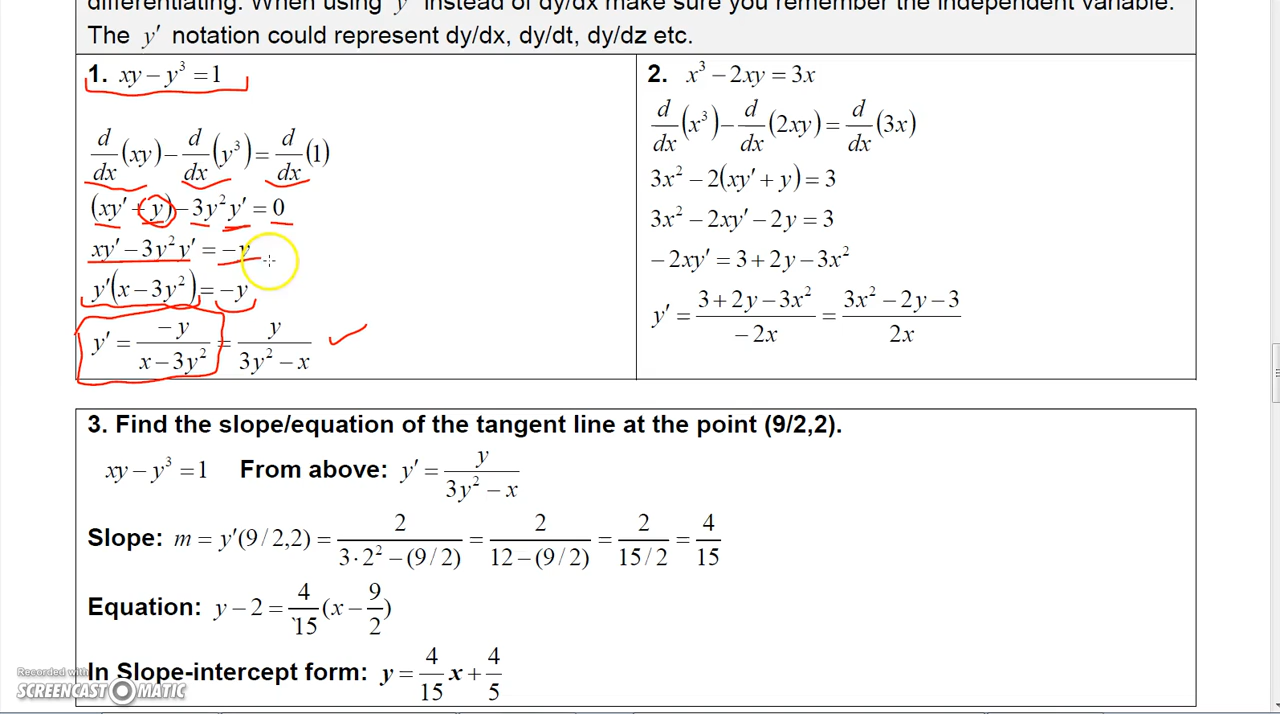 differentiating. When using y' instead of dy/dx make sure you remember the independent variable.
The y′ notation could represent dy/dx, dy/dt, dy/dz etc.
1. xy − y³ = 1
d/dx (xy) − d/dx (y³) = d/dx (1)
(xy′ + y) − 3y²y′ = 0
xy′ − 3y²y′ = −y
y′(x − 3y²) = −y
y′ = −y/(x − 3y²) = y/(3y² − x)
2. x³ − 2xy = 3x
d/dx (x³) − d/dx (2xy) = d/dx (3x)
3x² − 2(xy′ + y) = 3
3x² − 2xy′ − 2y = 3
− 2xy′ = 3 + 2y − 3x²
y′ = (3 + 2y − 3x²)/(− 2x) = (3x² − 2y − 3)/(2x)
3. Find the slope/equation of the tangent line at the point (9/2,2).
xy − y³ = 1 From above: y′ = y/(3y² − x)
Slope: m = y′(9/2,2) = 2/(3·2² − (9/2)) = 2/(12 − (9/2)) = 2/(15/2) = 4/15
Equation: y − 2 = 4/15 (x − 9/2)
In Slope-intercept form: y = 4/15 x + 4/5
Recorded with
SCREENCAST-O-MATIC